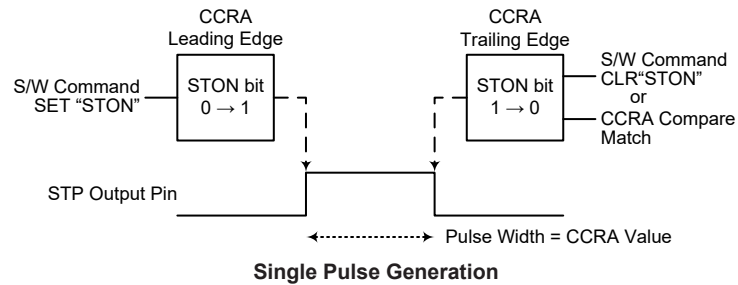 CCRA
Leading Edge
CCRA
Trailing Edge
S/W Command
SET “STON”
STON bit
0 → 1
STON bit
1 → 0
S/W Command
CLR“STON”
or
CCRA Compare
Match
STP Output Pin
Pulse Width = CCRA Value
Single Pulse Generation